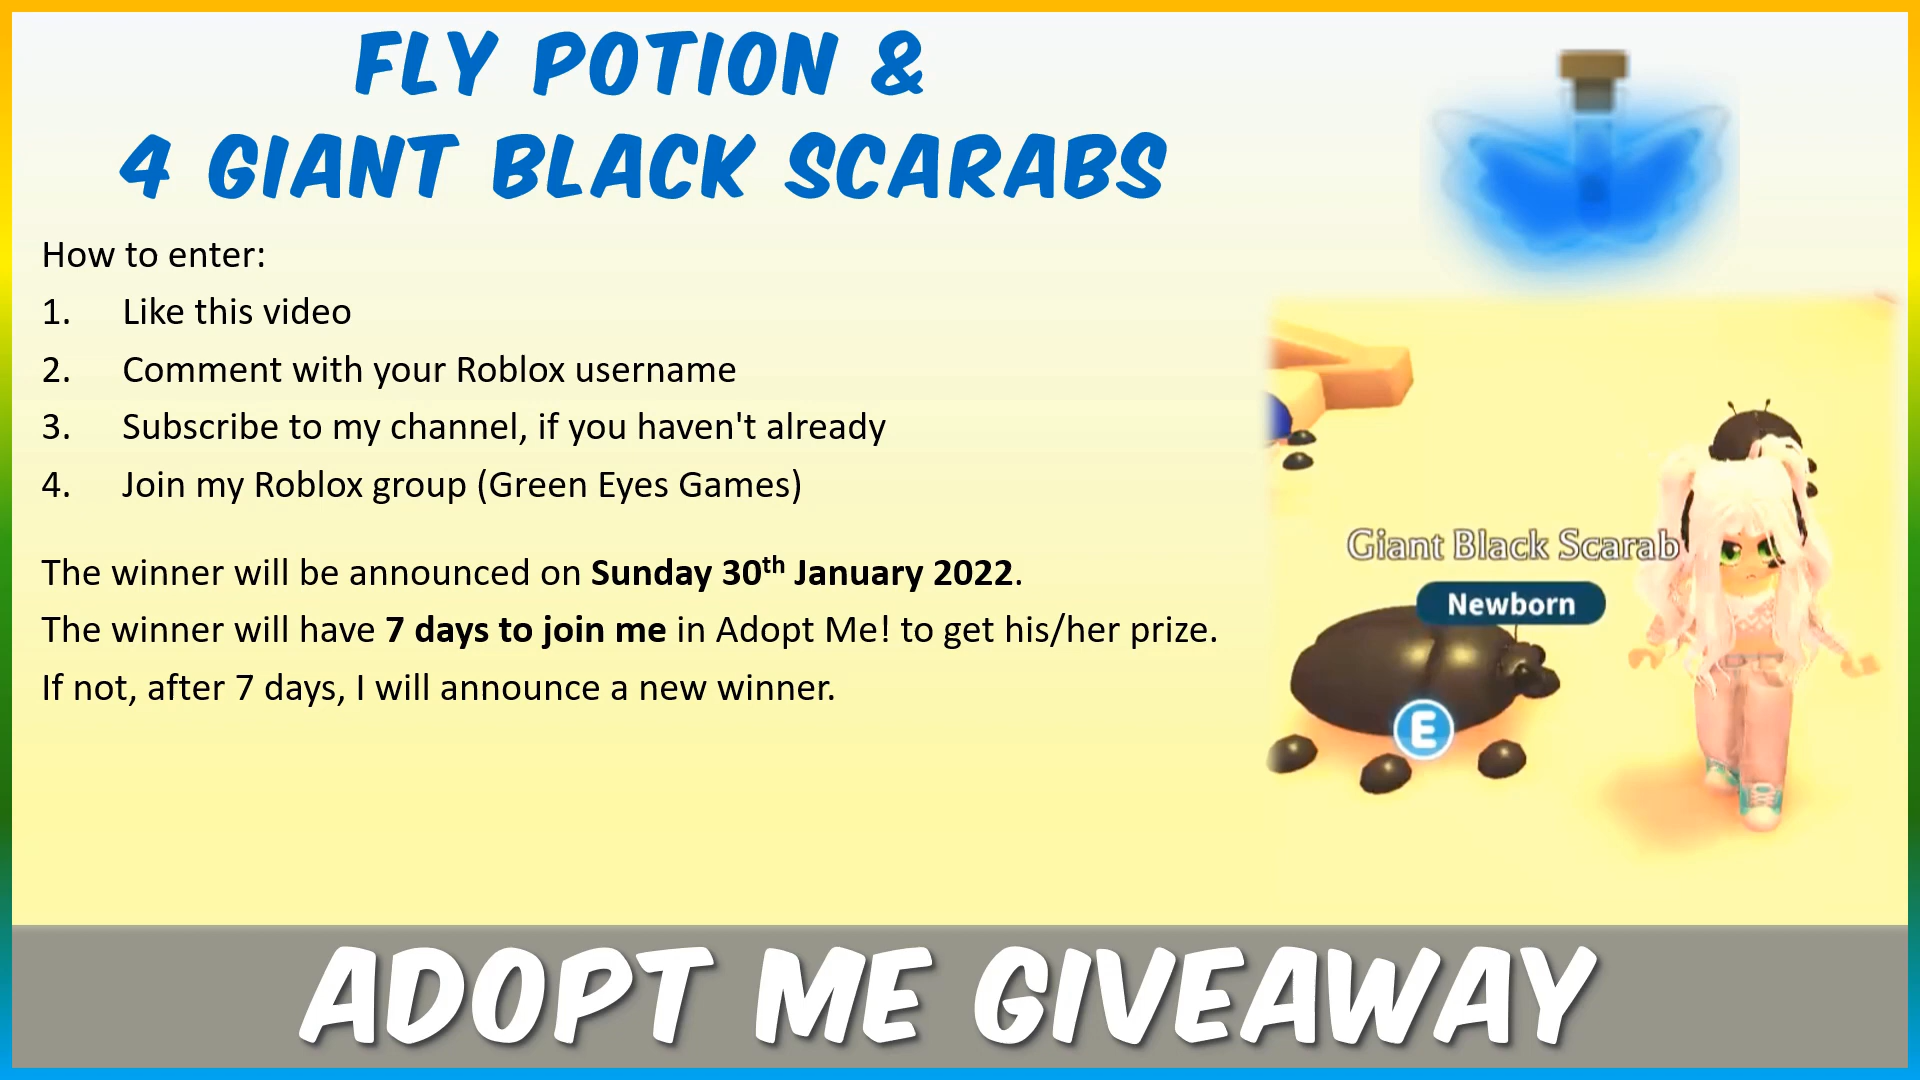 FLY POTION &
4 GIANT BLACK SCARABS
How to enter:
1. Like this video
2. Comment with your Roblox username
3. Subscribe to my channel, if you haven't already
4. Join my Roblox group (Green Eyes Games)
The winner will be announced on Sunday 30th January 2022.
The winner will have 7 days to join me in Adopt Me! to get his/her prize.
If not, after 7 days, I will announce a new winner.
Giant Black Scarab
Newborn
E
ADOPT ME GIVEAWAY